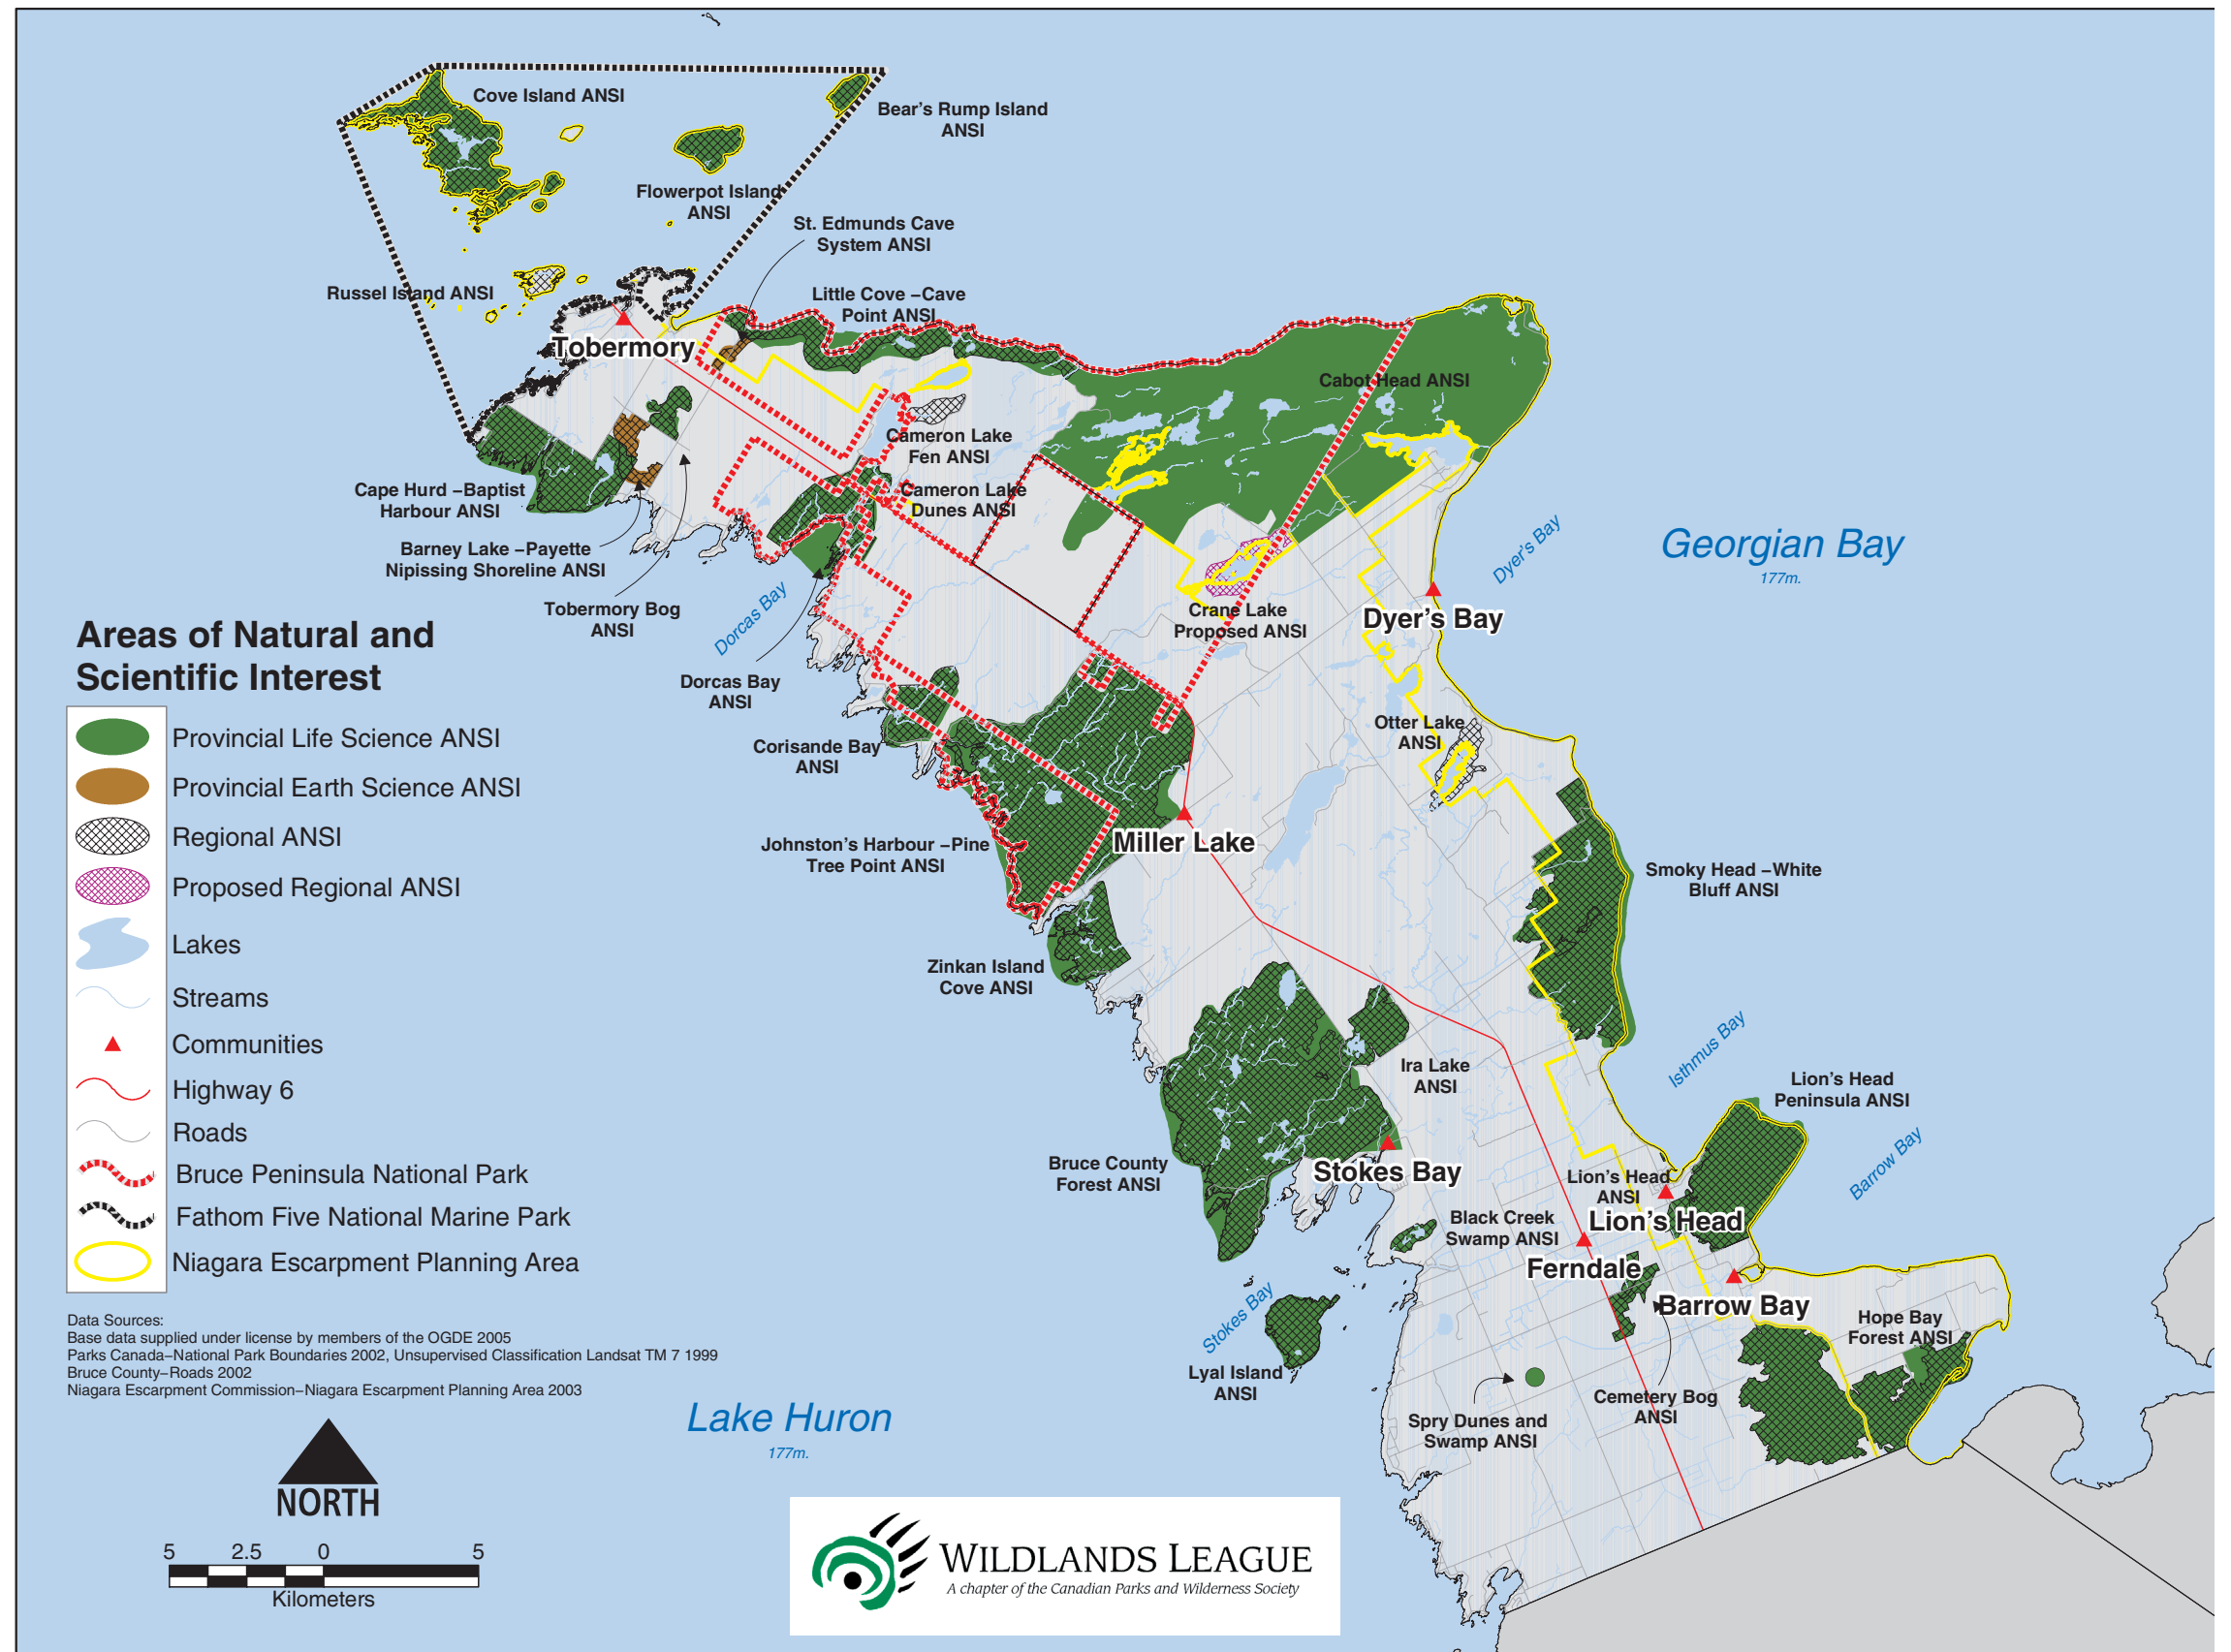 Cove Island ANSI
Bear's Rump Island
ANSI
Flowerpot Island
ANSI
St. Edmunds Cave
System ANSI
Russel Island ANSI
Little Cove –Cave
Point ANSI
Tobermory
Cabot Head ANSI
Cameron Lake
Fen ANSI
Cape Hurd –Baptist
Harbour ANSI
Cameron Lake
Dunes ANSI
Barney Lake –Payette
Nipissing Shoreline ANSI
Dyer's Bay
Georgian Bay
177m.
Tobermory Bog
ANSI
Dorcas Bay
Crane Lake
Proposed ANSI
Dyer's Bay
Dorcas Bay
ANSI
Otter Lake
ANSI
Corisande Bay
ANSI
Johnston's Harbour –Pine
Tree Point ANSI
Miller Lake
Smoky Head –White
Bluff ANSI
Zinkan Island
Cove ANSI
Isthmus Bay
Ira Lake
ANSI
Lion's Head
Peninsula ANSI
Barrow Bay
Bruce County
Forest ANSI
Stokes Bay
Lion's Head
ANSI
Lion's Head
Black Creek
Swamp ANSI
Ferndale
Barrow Bay
Stokes Bay
Hope Bay
Forest ANSI
Lyal Island
ANSI
Cemetery Bog
ANSI
Spry Dunes and
Swamp ANSI
Lake Huron
177m.
Areas of Natural and
Scientific Interest
Provincial Life Science ANSI
Provincial Earth Science ANSI
Regional ANSI
Proposed Regional ANSI
Lakes
Streams
Communities
Highway 6
Roads
Bruce Peninsula National Park
Fathom Five National Marine Park
Niagara Escarpment Planning Area
Data Sources:
Base data supplied under license by members of the OGDE 2005
Parks Canada–National Park Boundaries 2002, Unsupervised Classification Landsat TM 7 1999
Bruce County–Roads 2002
Niagara Escarpment Commission–Niagara Escarpment Planning Area 2003
NORTH
5 2.5 0 5
Kilometers
WILDLANDS LEAGUE
A chapter of the Canadian Parks and Wilderness Society